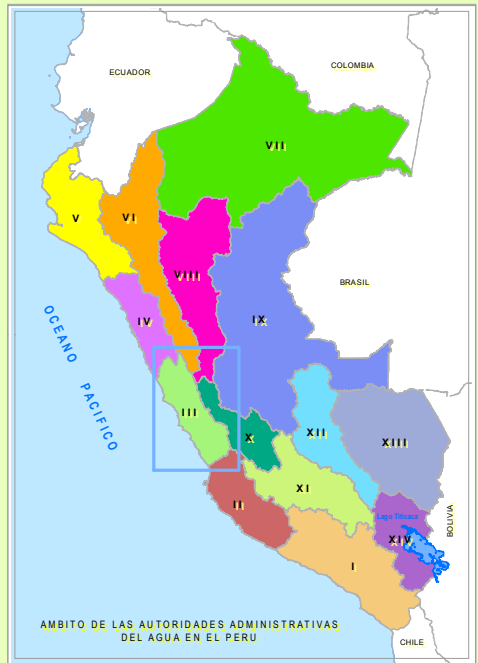 COLOMBIA
ECUADOR
VII
V
VI
VIII
BRASIL
IV
IX
OCEANO PACIFICO
III
X
XII
XIII
XI
II
Lago Titicaca
BOLIVIA
XIV
I
AMBITO DE LAS AUTORIDADES ADMINISTRATIVAS
DEL AGUA EN EL PERU
CHILE